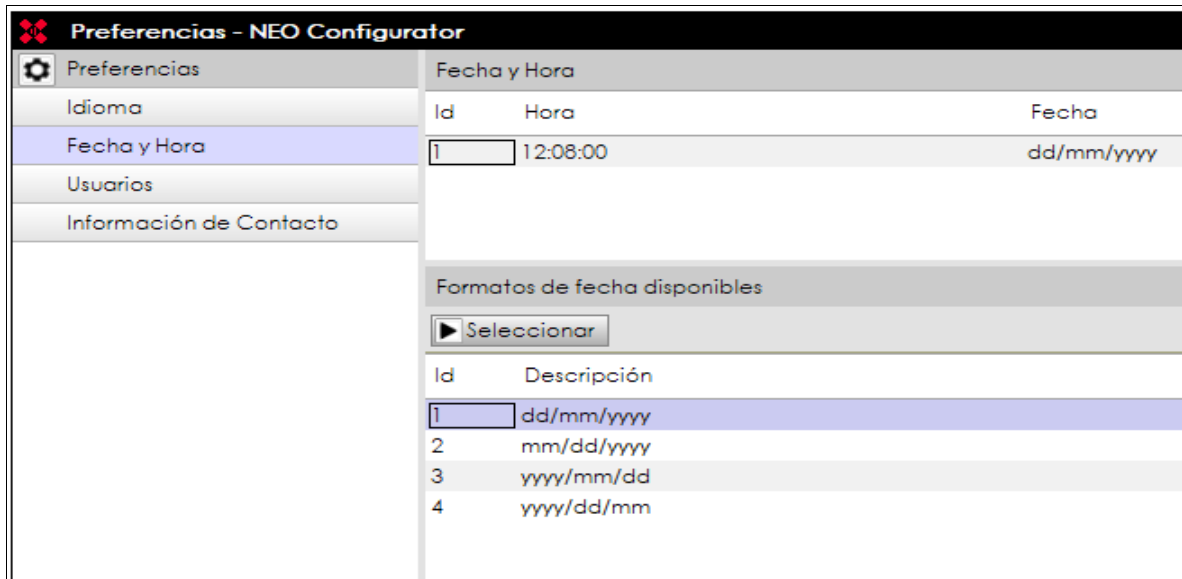 Preferencias - NEO Configurator
Preferencias
Idioma
Fecha y Hora
Usuarios
Información de Contacto
Fecha y Hora
Id Hora Fecha
1 12:08:00 dd/mm/yyyy
Formatos de fecha disponibles
Seleccionar
Id Descripción
1 dd/mm/yyyy
2 mm/dd/yyyy
3 yyyy/mm/dd
4 yyyy/dd/mm